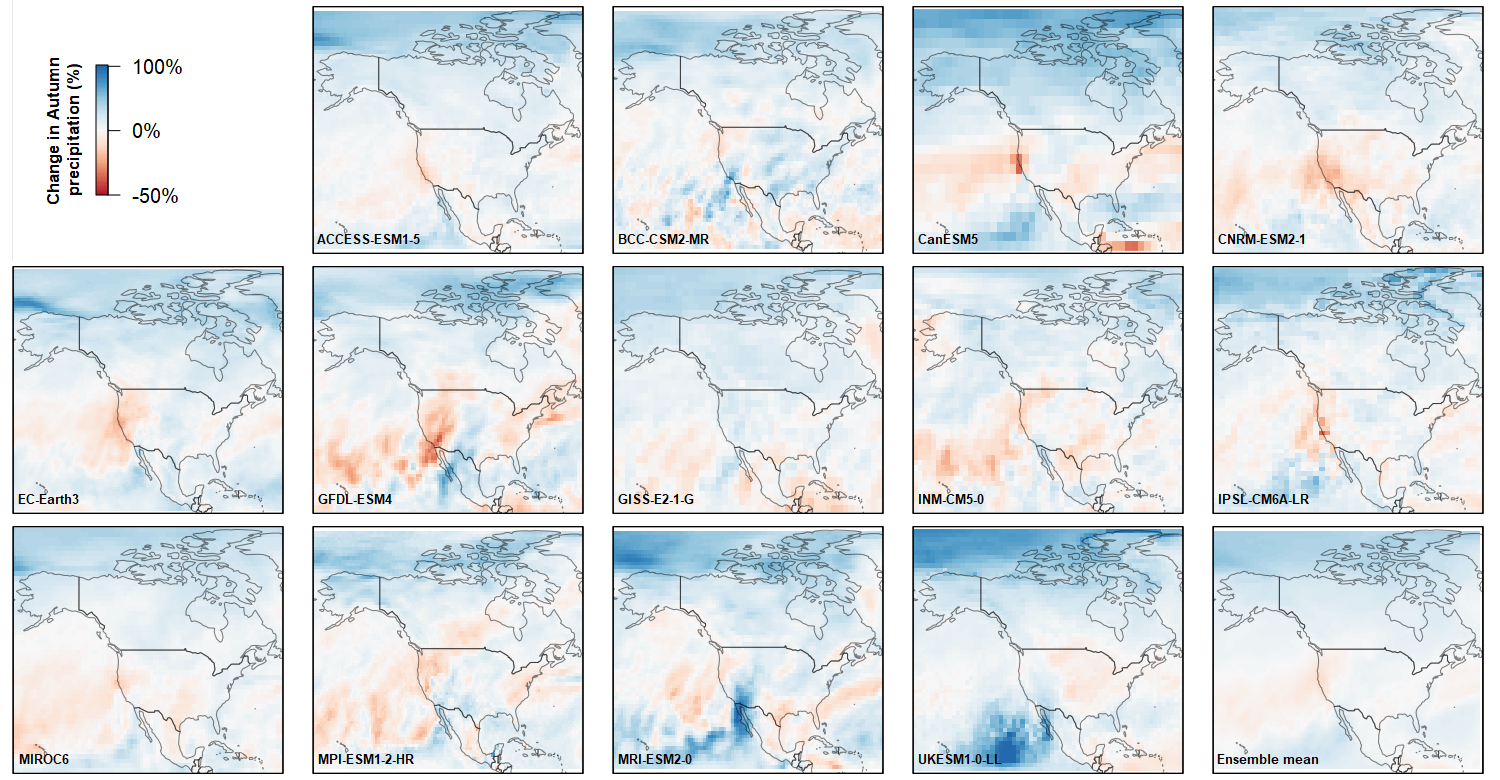 Change in Autumn
precipitation (%)
100%
0%
-50%
ACCESS-ESM1-5
BCC-CSM2-MR
CanESM5
CNRM-ESM2-1
EC-Earth3
GFDL-ESM4
GISS-E2-1-G
INM-CM5-0
IPSL-CM6A-LR
MIROC6
MPI-ESM1-2-HR
MRI-ESM2-0
UKESM1-0-LL
Ensemble mean